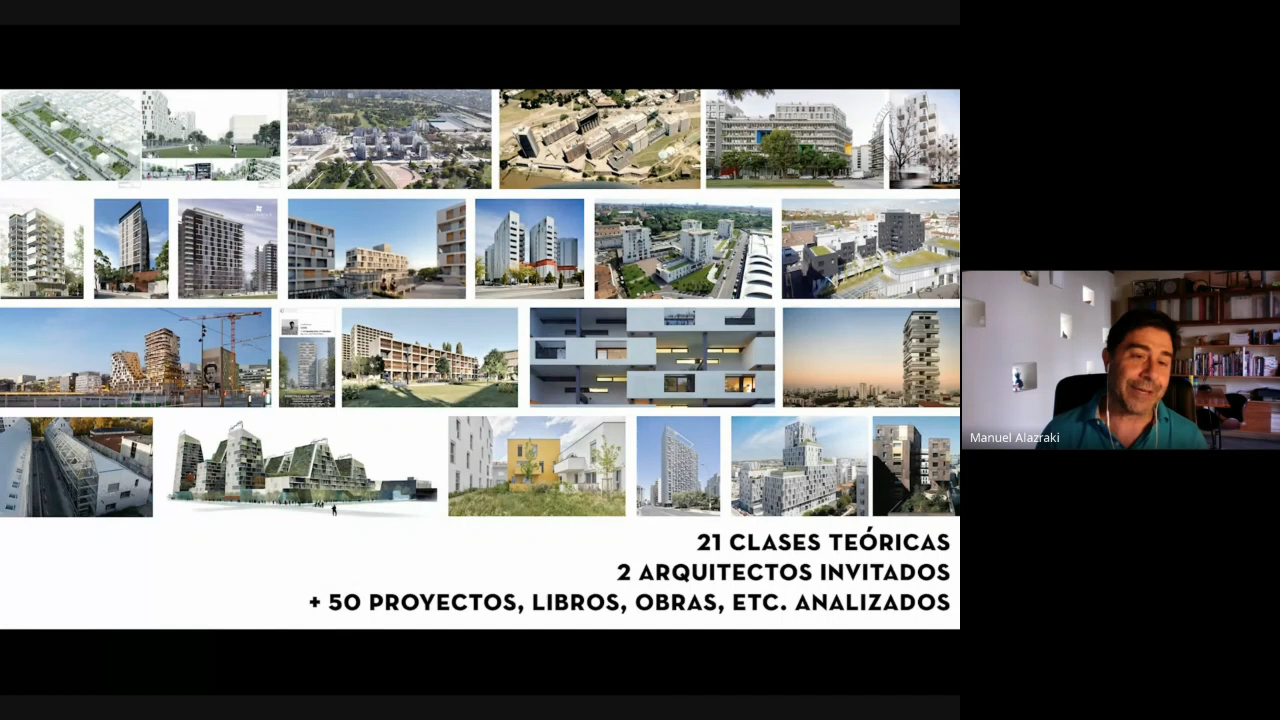 21 CLASES TEÓRICAS
2 ARQUITECTOS INVITADOS
+ 50 PROYECTOS, LIBROS, OBRAS, ETC. ANALIZADOS
Manuel Alazraki